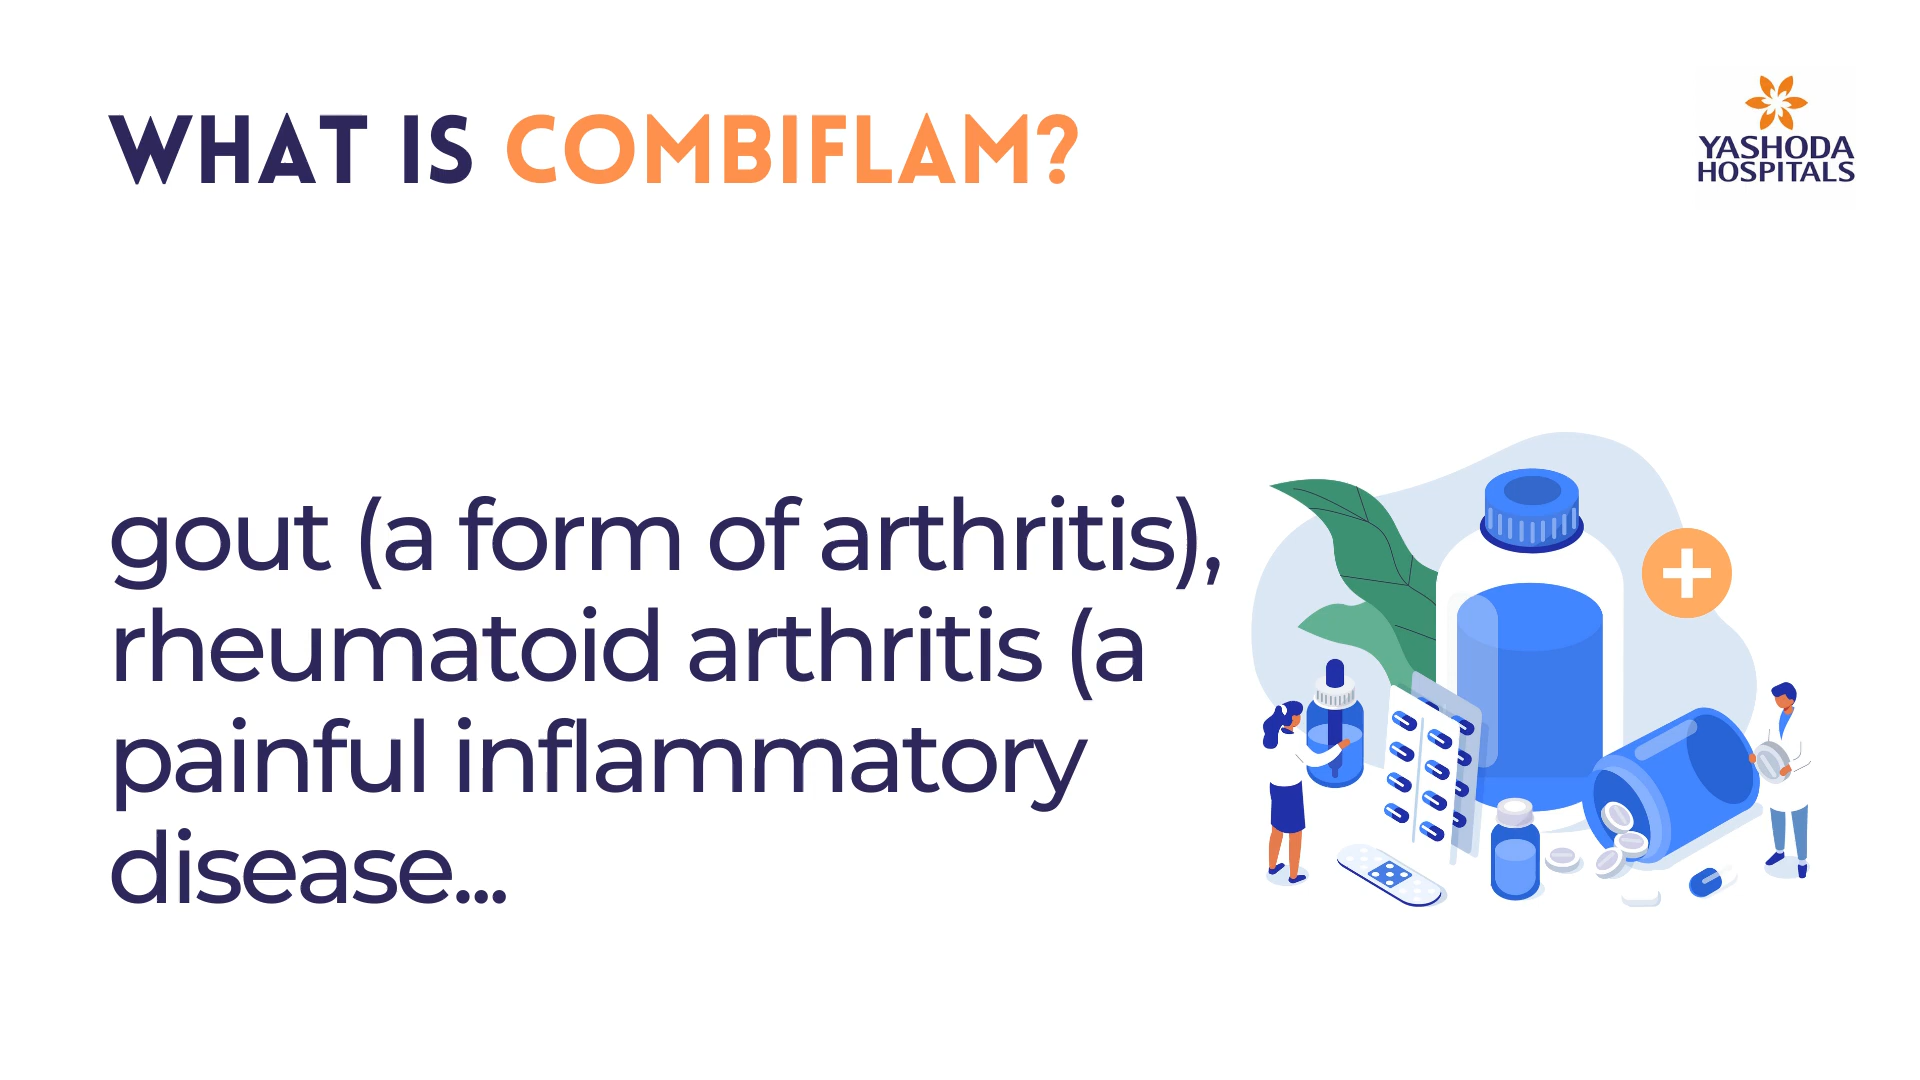 WHAT IS COMBIFLAM?
YASHODA
HOSPITALS
gout (a form of arthritis),
rheumatoid arthritis (a
painful inflammatory
disease...